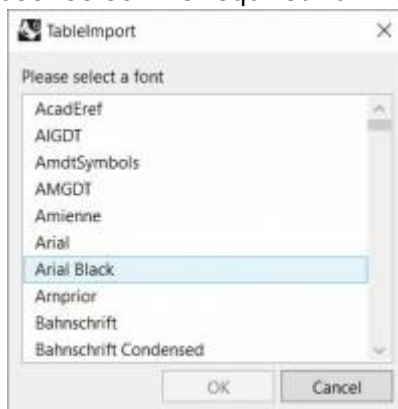 TableImport
Please select a font
AcadEref
AIGDT
AmdtSymbols
AMGDT
Amienne
Arial
Arial Black
Arnprior
Bahnschrift
Bahnschrift Condensed
OK Cancel